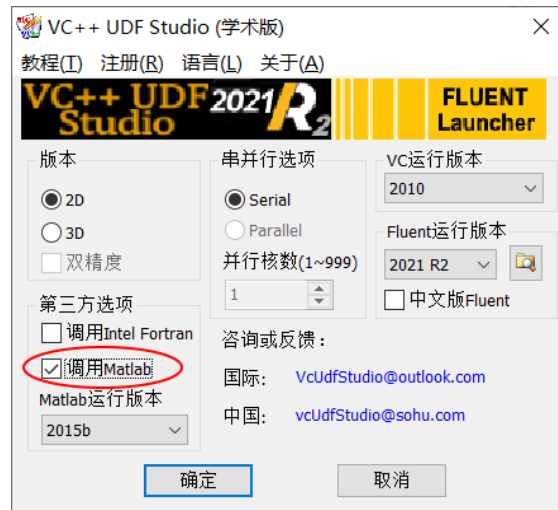 VC++ UDF Studio (学术版)
教程(T) 注册(R) 语言(L) 关于(A)
VC++ UDF 2021 R2
Studio
FLUENT
Launcher
版本
2D
3D
双精度
串并行选项
Serial
Parallel
并行核数(1~999)
1
VC运行版本
2010
Fluent运行版本
2021 R2
中文版Fluent
第三方选项
调用Intel Fortran
调用Matlab
Matlab运行版本
2015b
咨询或反馈：
国际: VcUdfStudio@outlook.com
中国: vcUdfStudio@sohu.com
确定
取消